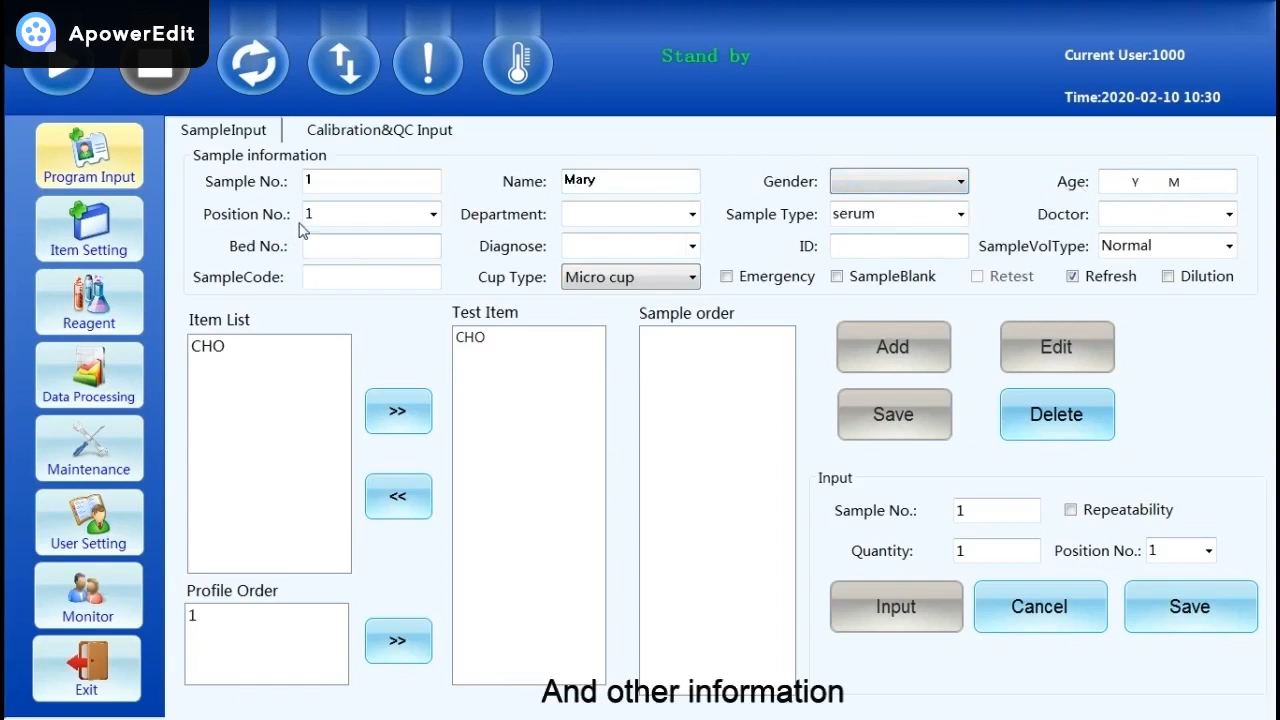 ApowerEdit
Stand by
Current User:1000
Time:2020-02-10 10:30
Program Input
Item Setting
Reagent
Data Processing
Maintenance
User Setting
Monitor
Exit
SampleInput
Calibration&QC Input
Sample information
Sample No.: 1
Name: Mary
Gender:
Age: Y M
Position No.: 1
Department:
Sample Type: serum
Doctor:
Bed No.:
Diagnose:
ID:
SampleVolType: Normal
SampleCode:
Cup Type: Micro cup
Emergency
SampleBlank
Retest
Refresh
Dilution
Item List
CHO
>>
<<
Profile Order
1
>>
Test Item
CHO
Sample order
Add
Edit
Save
Delete
Input
Sample No.: 1
Repeatability
Quantity: 1
Position No.: 1
Input
Cancel
Save
And other information